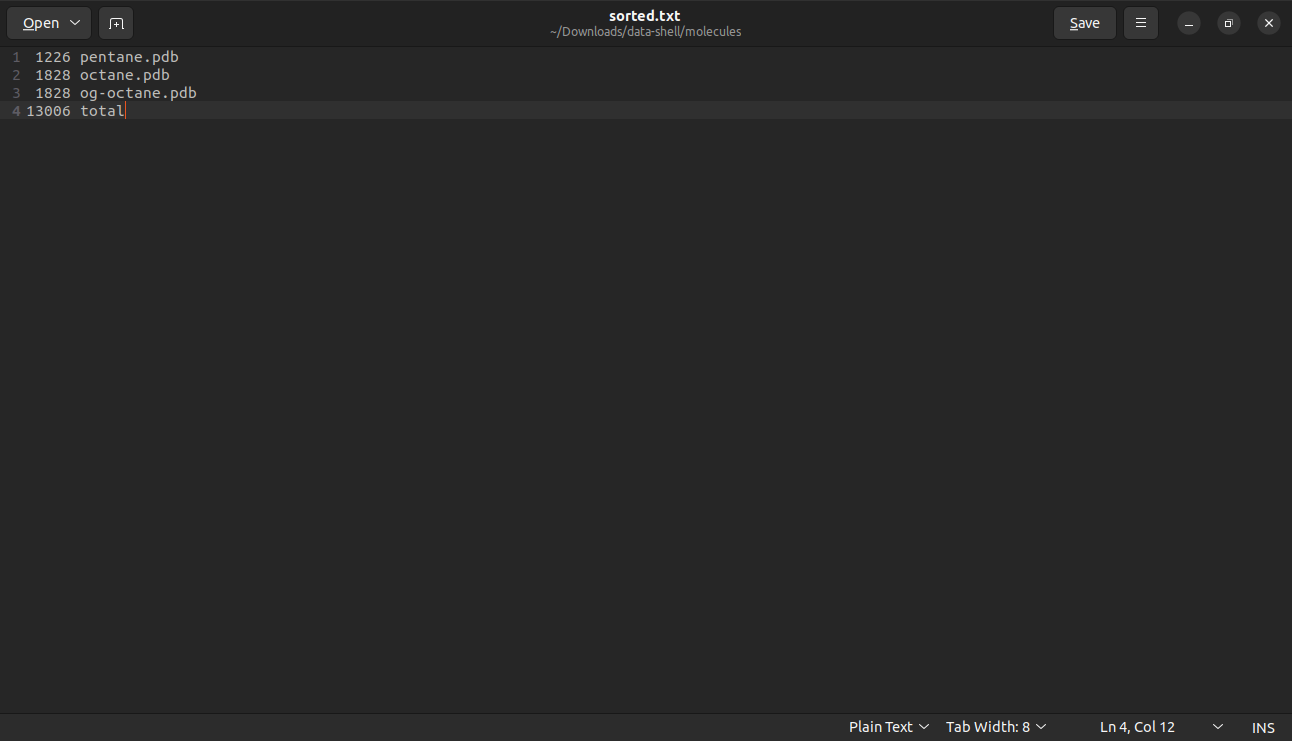 Open
sorted.txt
~/Downloads/data-shell/molecules
Save
1 1226 pentane.pdb
2 1828 octane.pdb
3 1828 og-octane.pdb
4 13006 total
Plain Text Tab Width: 8 Ln 4, Col 12 INS